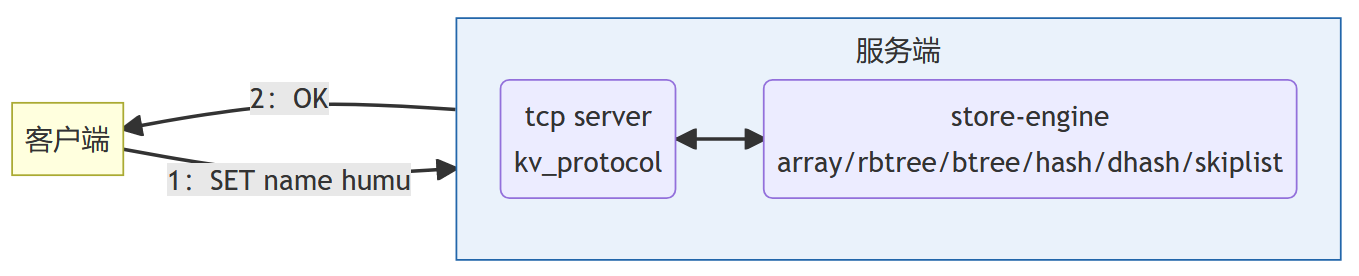 服务端
2：OK
tcp server
store-engine
客户端
kv_protocol
array/rbtree/btree/hash/dhash/skiplist
1：SET name humu